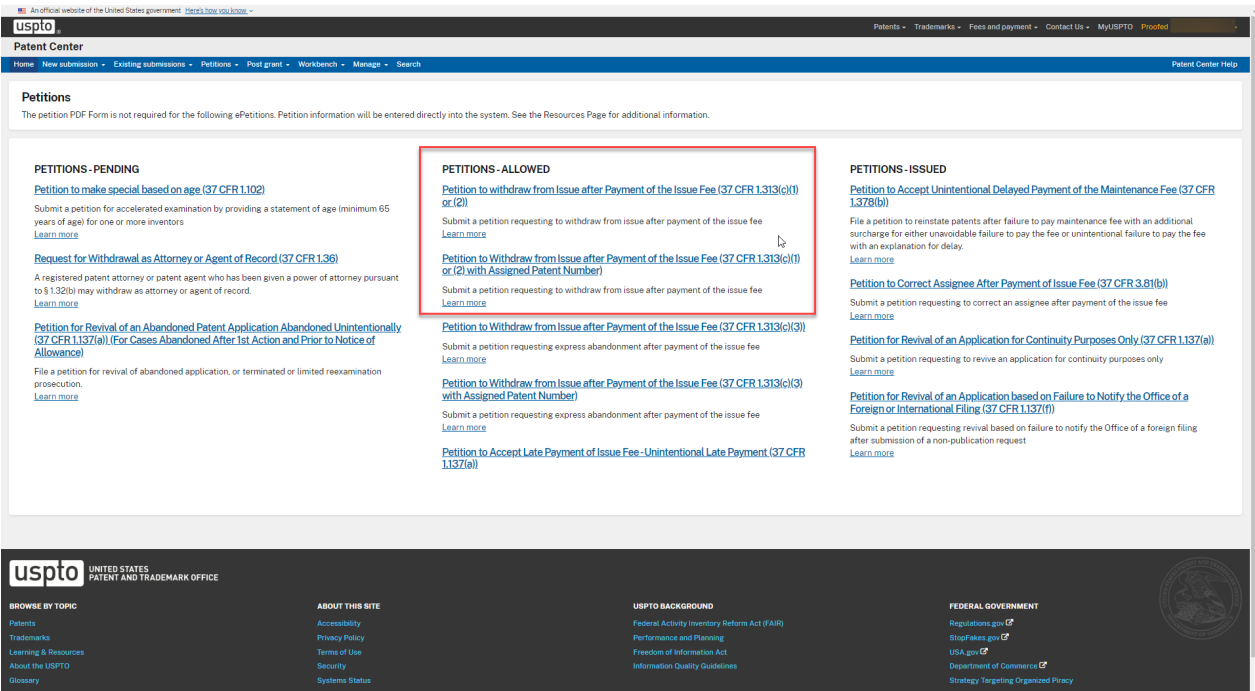 An official website of the United States government Here's how you know
uspto
Patents Trademarks Fees and payment Contact Us MyUSPTO Proofed
Patent Center
Home New submission Existing submissions Petitions Post grant Workbench Manage Search Patent Center Help
Petitions
The petition PDF Form is not required for the following ePetitions. Petition information will be entered directly into the system. See the Resources Page for additional information.
PETITIONS - PENDING
Petition to make special based on age (37 CFR 1.102)
Submit a petition for accelerated examination by providing a statement of age (minimum 65
years of age) for one or more inventors
Learn more
Request for Withdrawal as Attorney or Agent of Record (37 CFR 1.36)
A registered patent attorney or patent agent who has been given a power of attorney pursuant
to § 1.32(b) may withdraw as attorney or agent of record.
Learn more
Petition for Revival of an Abandoned Patent Application Abandoned Unintentionally
(37 CFR 1.137(a)) (For Cases Abandoned After 1st Action and Prior to Notice of
Allowance)
File a petition for revival of abandoned application, or terminated or limited reexamination
prosecution.
Learn more
PETITIONS - ALLOWED
Petition to withdraw from Issue after Payment of the Issue Fee (37 CFR 1.313(c)(1)
or (2))
Submit a petition requesting to withdraw from issue after payment of the issue fee
Learn more
Petition to Withdraw from Issue after Payment of the Issue Fee (37 CFR 1.313(c)(1)
or (2) with Assigned Patent Number)
Submit a petition requesting to withdraw from issue after payment of the issue fee
Learn more
Petition to Withdraw from Issue after Payment of the Issue Fee (37 CFR 1.313(c)(3))
Submit a petition requesting express abandonment after payment of the issue fee
Learn more
Petition to Withdraw from Issue after Payment of the Issue Fee (37 CFR 1.313(c)(3)
with Assigned Patent Number)
Submit a petition requesting express abandonment after payment of the issue fee
Learn more
Petition to Accept Late Payment of Issue Fee - Unintentional Late Payment (37 CFR
1.137(a))
PETITIONS - ISSUED
Petition to Accept Unintentional Delayed Payment of the Maintenance Fee (37 CFR
1.378(b))
File a petition to reinstate patents after failure to pay maintenance fee with an additional
surcharge for either unavoidable failure to pay the fee or unintentional failure to pay the fee
with an explanation for delay.
Learn more
Petition to Correct Assignee After Payment of Issue Fee (37 CFR 3.81(b))
Submit a petition requesting to correct an assignee after payment of the issue fee
Learn more
Petition for Revival of an Application for Continuity Purposes Only (37 CFR 1.137(a))
Submit a petition requesting to revive an application for continuity purposes only
Learn more
Petition for Revival of an Application based on Failure to Notify the Office of a
Foreign or International Filing (37 CFR 1.137(f))
Submit a petition requesting revival based on failure to notify the Office of a foreign filing
after submission of a non-publication request
Learn more
uspto UNITED STATES
PATENT AND TRADEMARK OFFICE
BROWSE BY TOPIC
Patents
Trademarks
Learning & Resources
About the USPTO
Glossary
ABOUT THIS SITE
Accessibility
Privacy Policy
Terms of Use
Security
Systems Status
USPTO BACKGROUND
Federal Activity Inventory Reform Act (FAIR)
Performance and Planning
Freedom of Information Act
Information Quality Guidelines
FEDERAL GOVERNMENT
Regulations.gov
StopFakes.gov
USA.gov
Department of Commerce
Strategy Targeting Organized Piracy